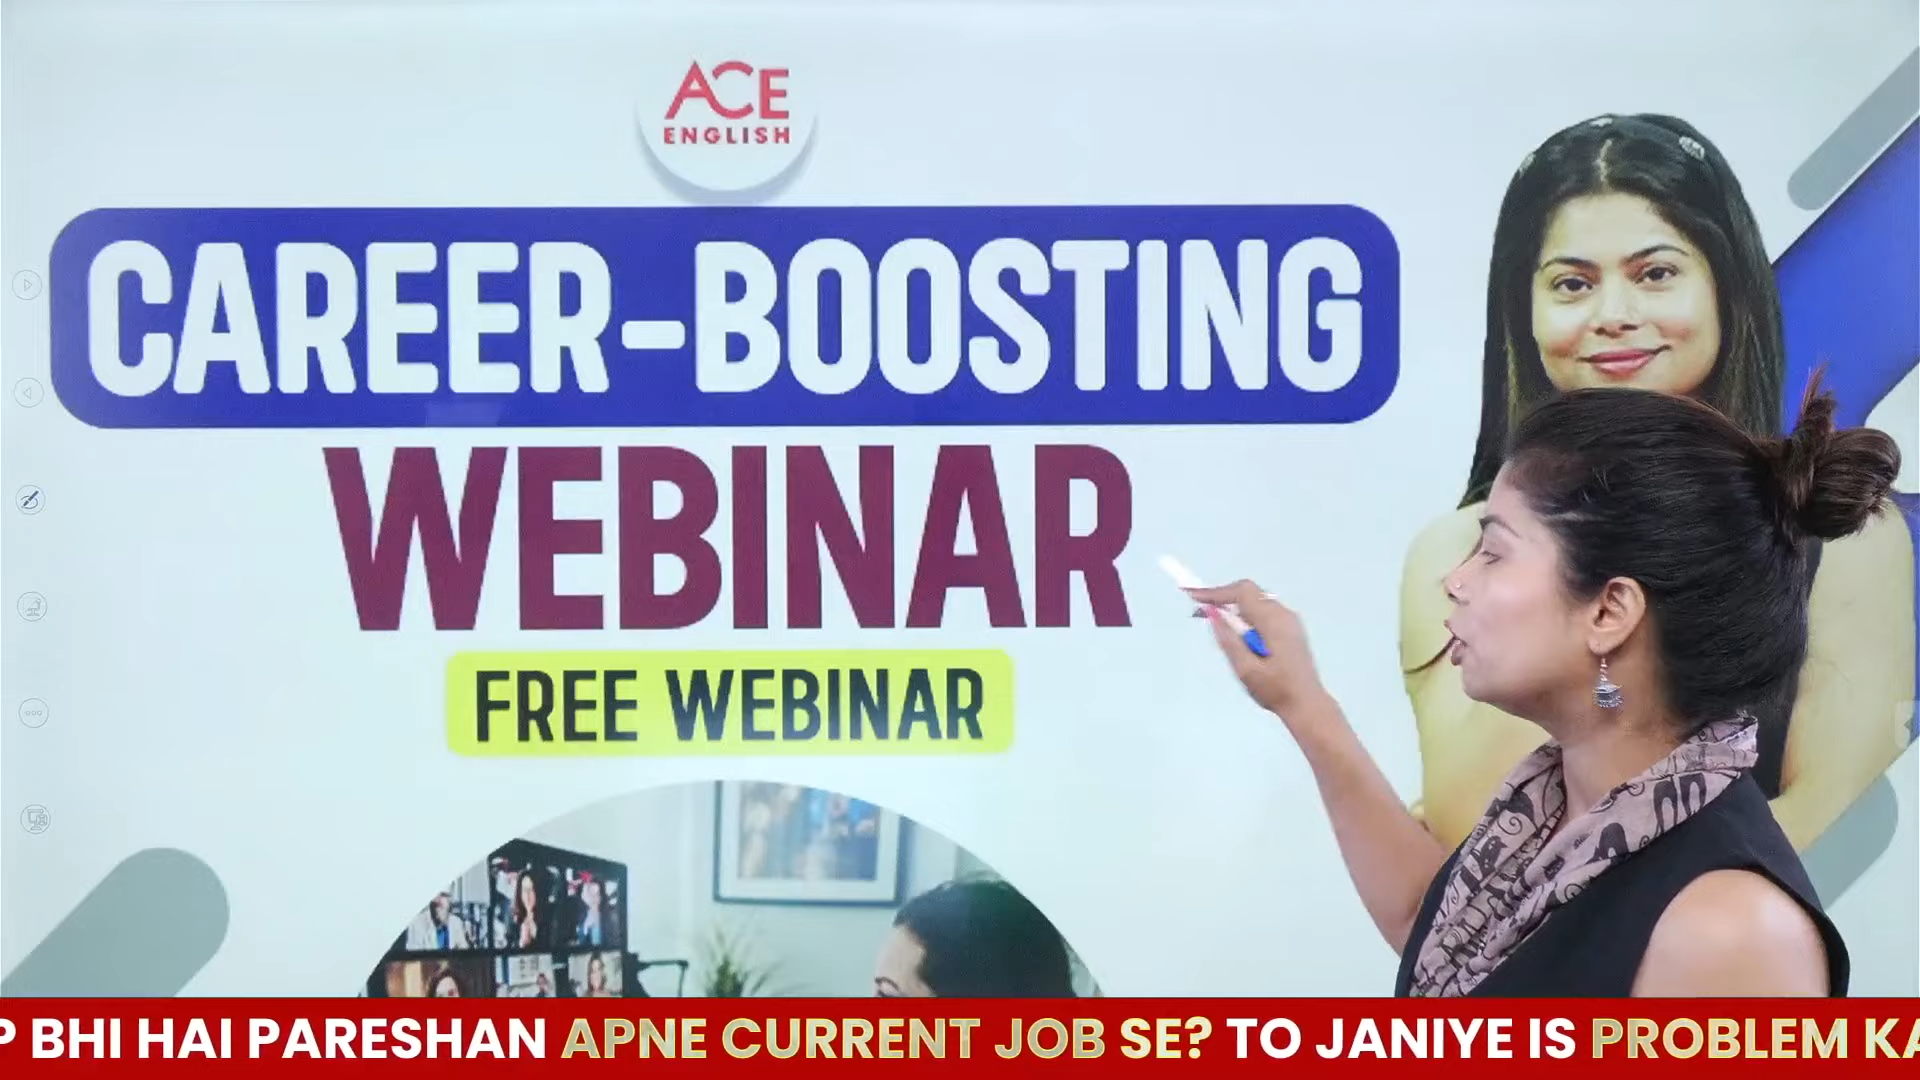 ACE
ENGLISH
CAREER-BOOSTING
WEBINAR
FREE WEBINAR
BHI HAI PARESHAN APNE CURRENT JOB SE? TO JANIYE IS PROBLEM